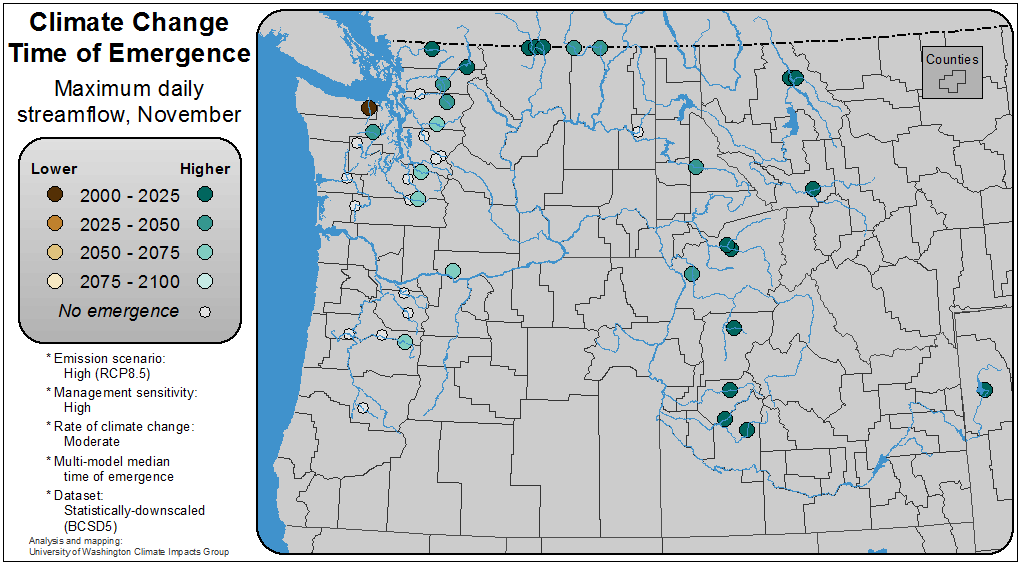 Climate Change
Time of Emergence
Maximum daily
streamflow, November
Lower Higher
2000 - 2025
2025 - 2050
2050 - 2075
2075 - 2100
No emergence
* Emission scenario:
High (RCP8.5)
* Management sensitivity:
High
* Rate of climate change:
Moderate
* Multi-model median
time of emergence
* Dataset:
Statistically-downscaled
(BCSD5)
Analysis and mapping:
University of Washington Climate Impacts Group
Counties